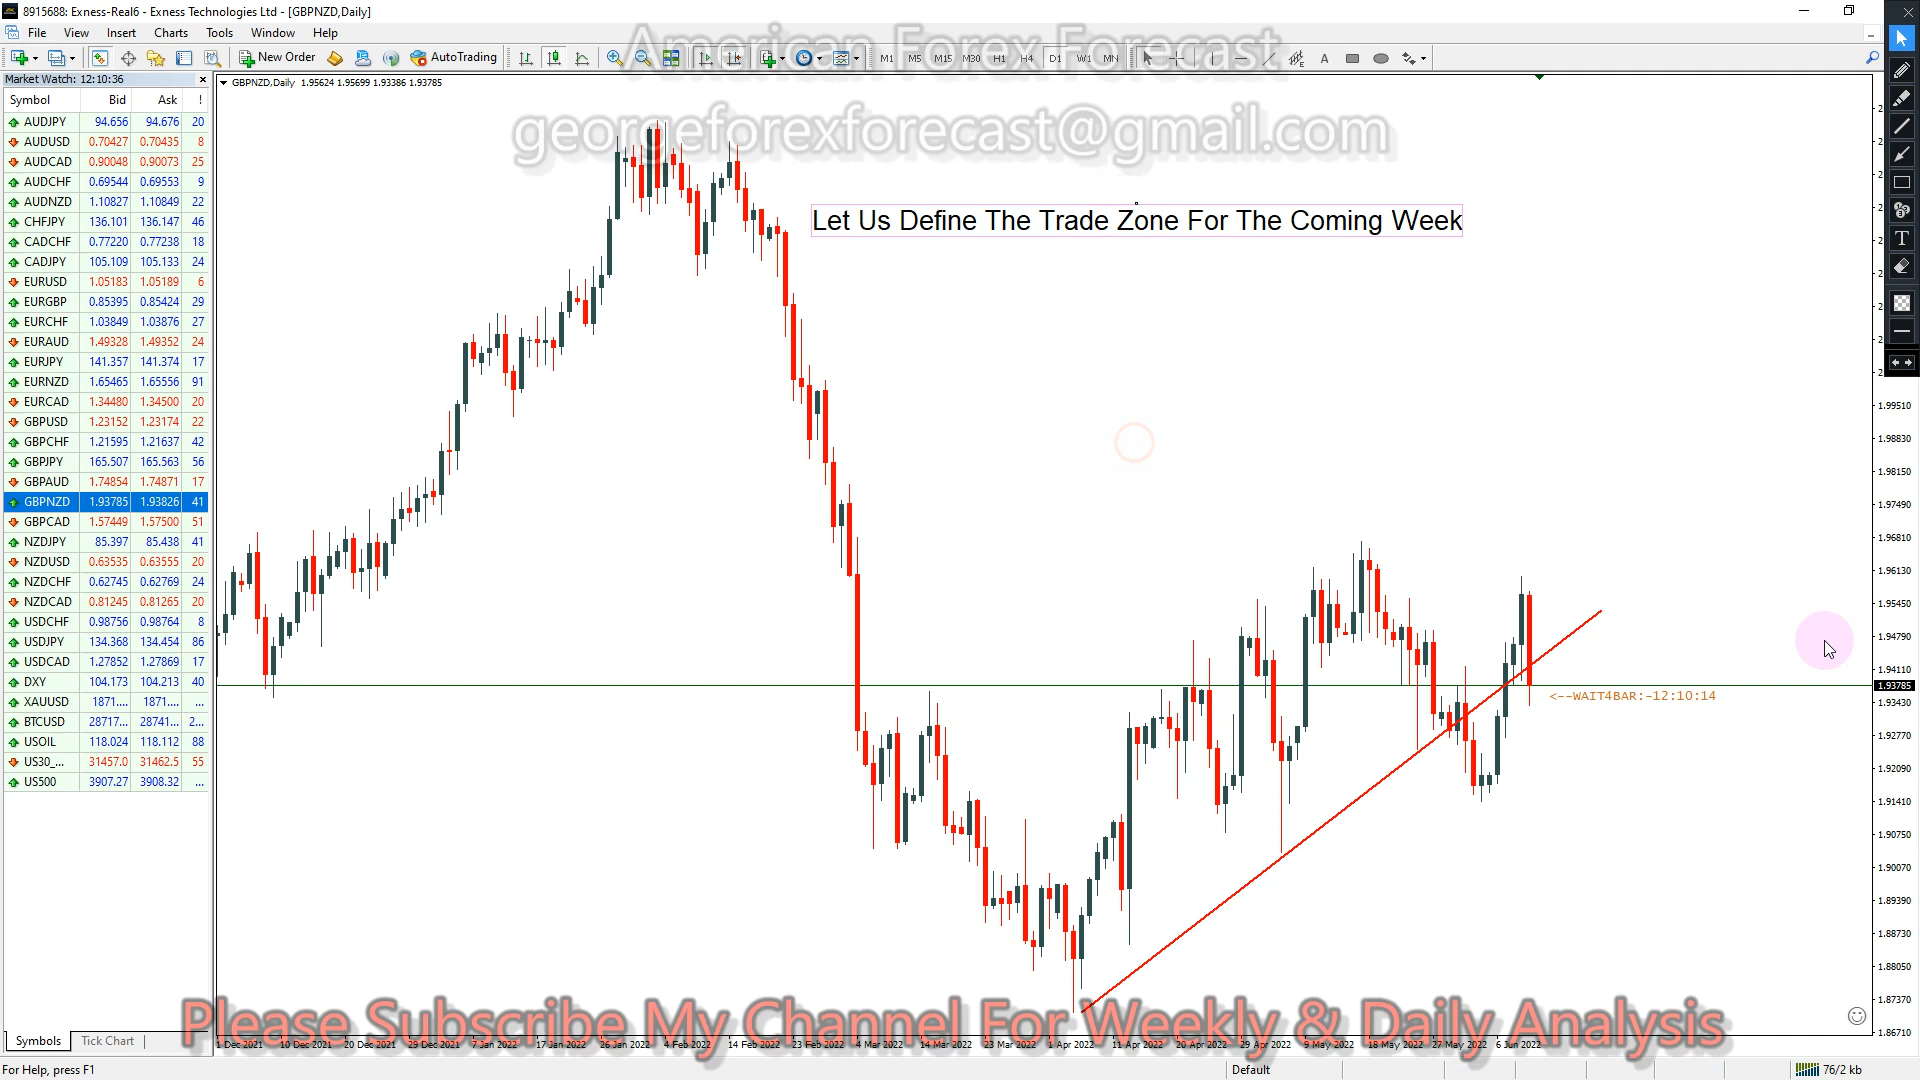 8915688: Exness-Real6 - Exness Technologies Ltd - [GBPNZD,Daily]
File View Insert Charts Tools Window Help
New Order AutoTrading M1 M5 M15 M30 H1 H4 D1 W1 MN
American Forex Forecast
Market Watch: 12:10:36
GBPNZD,Daily 1.95624 1.95699 1.93386 1.93785
georgeforexforecast@gmail.com
Let Us Define The Trade Zone For The Coming Week
Symbol Bid Ask !
AUDJPY 94.656 94.676 20
AUDUSD 0.70427 0.70435 8
AUDCAD 0.90048 0.90073 25
AUDCHF 0.69544 0.69553 9
AUDNZD 1.10827 1.10849 22
CHFJPY 136.101 136.147 46
CADCHF 0.77220 0.77238 18
CADJPY 105.109 105.133 24
EURUSD 1.05183 1.05189 6
EURGBP 0.85395 0.85424 29
EURCHF 1.03849 1.03876 27
EURAUD 1.49328 1.49352 24
EURJPY 141.357 141.374 17
EURNZD 1.65465 1.65556 91
EURCAD 1.34480 1.34500 20
GBPUSD 1.23152 1.23174 22
GBPCHF 1.21595 1.21637 42
GBPJPY 165.507 165.563 56
GBPAUD 1.74854 1.74871 17
GBPNZD 1.93785 1.93826 41
GBPCAD 1.57449 1.57500 51
NZDJPY 85.397 85.438 41
NZDUSD 0.63535 0.63555 20
NZDCHF 0.62745 0.62769 24
NZDCAD 0.81245 0.81265 20
USDCHF 0.98756 0.98764 8
USDJPY 134.368 134.454 86
USDCAD 1.27852 1.27869 17
DXY 104.173 104.213 40
XAUUSD 1871.... 1871.... ...
BTCUSD 28717... 28741... 2...
USOIL 118.024 118.112 88
US30_... 31457.0 31462.5 55
US500 3907.27 3908.32 ...
1.99510
1.98830
1.98150
1.97490
1.96810
1.96130
1.95450
1.94790
1.94110
1.93785
1.93430
1.92770
1.92090
1.91410
1.90750
1.90070
1.89390
1.88730
1.88050
1.87370
1.86710
<--WAIT4BAR:-12:10:14
Please Subscribe My Channel For Weekly & Daily Analysis
1 Dec 2021 10 Dec 2021 20 Dec 2021 29 Dec 2021 7 Jan 2022 17 Jan 2022 26 Jan 2022 4 Feb 2022 14 Feb 2022 23 Feb 2022 4 Mar 2022 14 Mar 2022 23 Mar 2022 1 Apr 2022 11 Apr 2022 20 Apr 2022 29 Apr 2022 9 May 2022 18 May 2022 27 May 2022 6 Jun 2022
Symbols Tick Chart
For Help, press F1
Default
76/2 kb